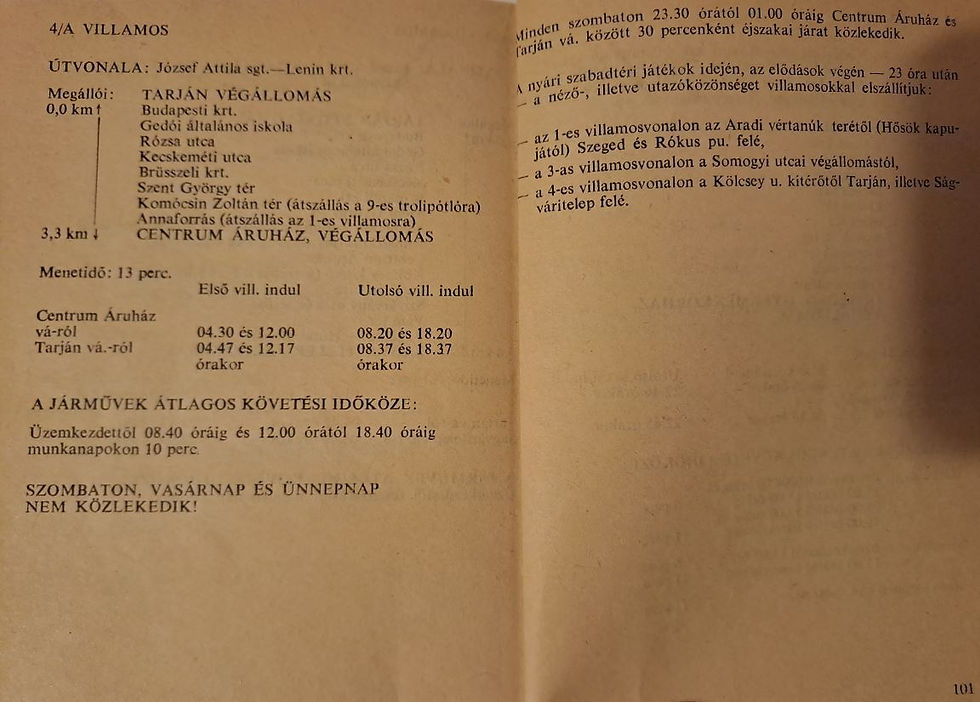 4/A VILLAMOS
ÚTVONALA: József Attila sgt.—Lenin krt.
Megállói: TARJÁN VÉGÁLLOMÁS
0,0 km ↑ Budapesti krt.
Gedói általános iskola
Rózsa utca
Kecskeméti utca
Brüsszeli krt.
Szent György tér
Komócsin Zoltán tér (átszállás a 9-es trolipótlóra)
Annaforrás (átszállás az 1-es villamosra)
3,3 km ↓ CENTRUM ÁRUHÁZ, VÉGÁLLOMÁS
Menetidő: 13 perc.
Első vill. indul Utolsó vill. indul
Centrum Áruház
vá-ról 04.30 és 12.00 08.20 és 18.20
Tarján vá.-ról 04.47 és 12.17 08.37 és 18.37
órakor órakor
A JÁRMŰVEK ÁTLAGOS KÖVETÉSI IDŐKÖZE:
Üzemkezdettől 08.40 óráig és 12.00 órától 18.40 óráig
munkanapokon 10 perc.
SZOMBATON, VASÁRNAP ÉS ÜNNEPNAP
NEM KÖZLEKEDIK!
Minden szombaton 23.30 órától 01.00 óráig Centrum Áruház és
Tarján vá. között 30 percenként éjszakai járat közlekedik.
A nyári szabadtéri játékok idején, az elődások végén — 23 óra után
— a néző-, illetve utazóközönséget villamosokkal elszállítjuk:
— az 1-es villamosvonalon az Aradi vértanúk terétől (Hősök kapu-
jától) Szeged és Rókus pu. felé,
— a 3-as villamosvonalon a Somogyi utcai végállomástól,
— a 4-es villamosvonalon a Kölcsey u. kitérőtől Tarján, illetve Ság-
váritelep felé.
101